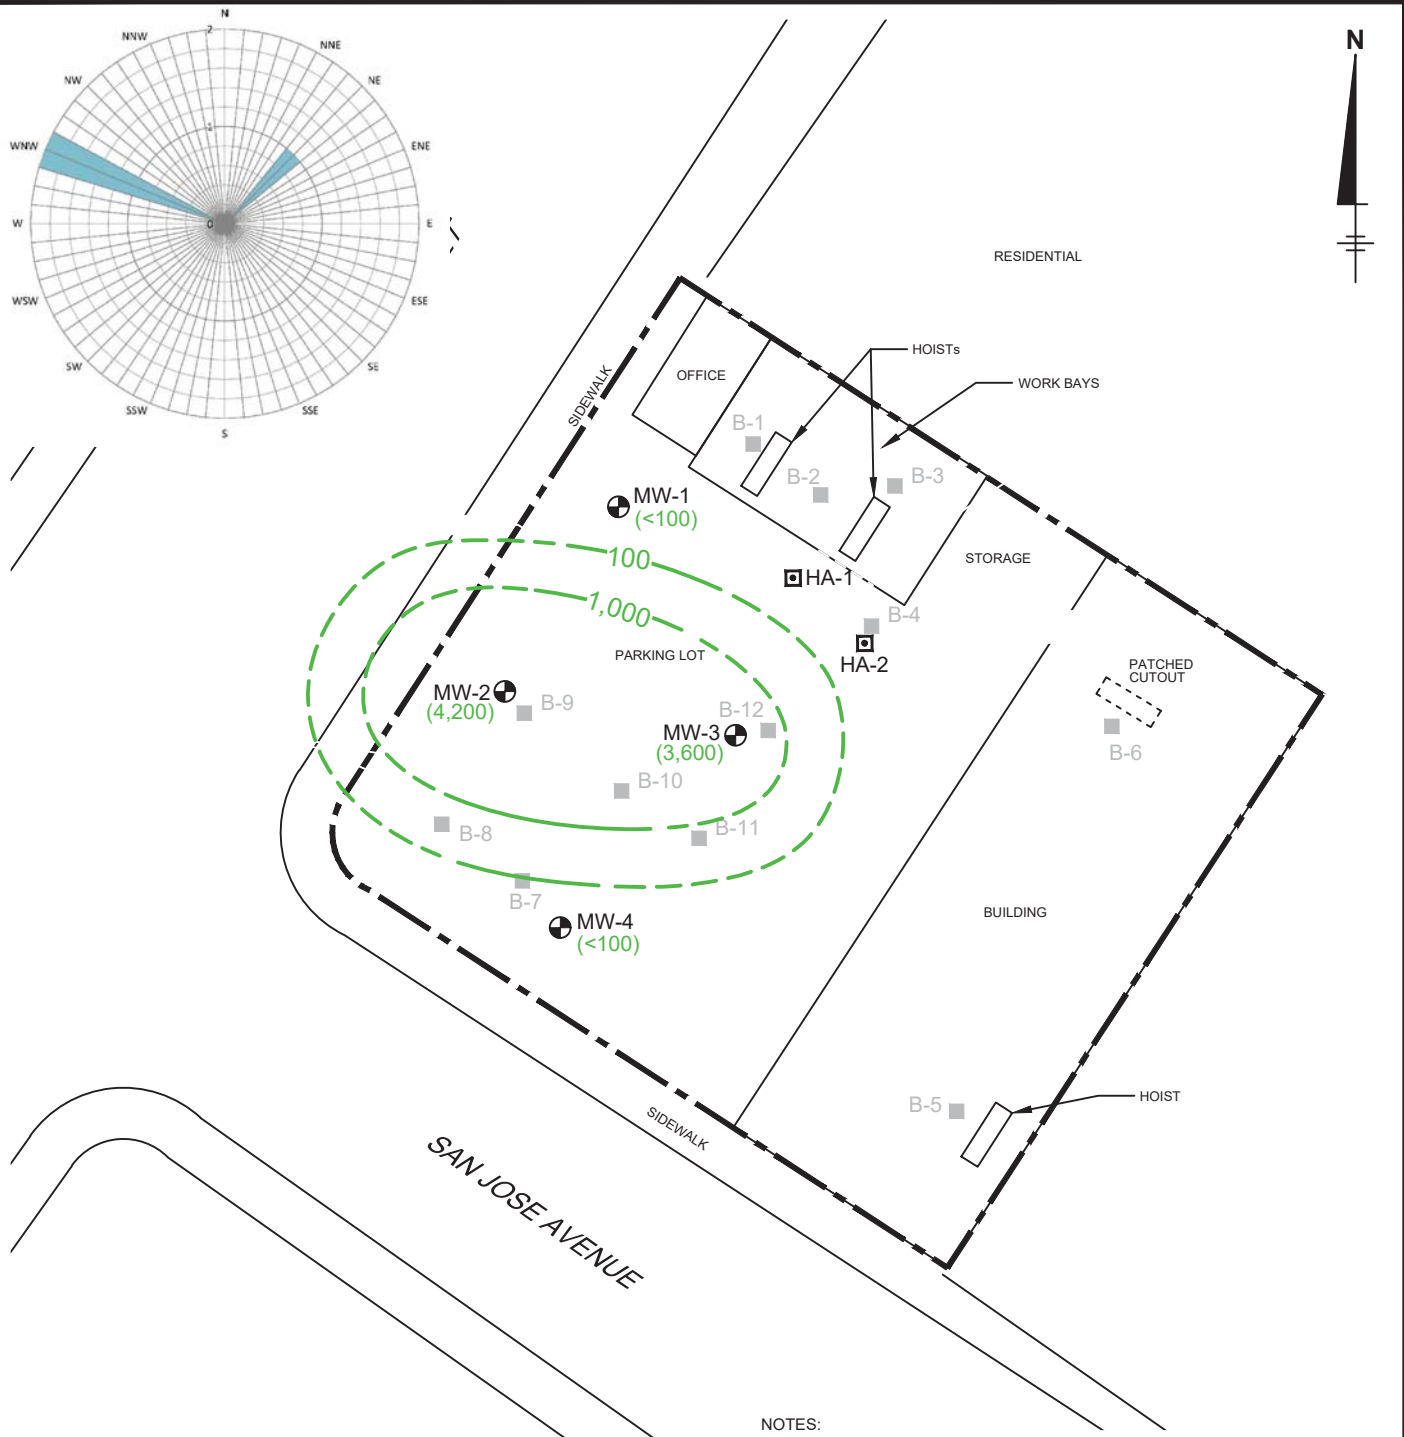 N
NNW
NNE
NW
NE
WNW
ENE
W
E
WSW
ESE
SW
SE
SSW
SSE
S
2
1
0
N
RESIDENTIAL
HOISTs
WORK BAYS
OFFICE
SIDEWALK
B-1
B-2
B-3
MW-1
(<100)
STORAGE
100
HA-1
1,000
B-4
HA-2
PARKING LOT
PATCHED
CUTOUT
MW-2
(4,200)
B-9
B-12
MW-3
(3,600)
B-6
B-10
B-8
B-11
B-7
MW-4
(<100)
BUILDING
B-5
HOIST
SIDEWALK
SAN JOSE AVENUE
NOTES: